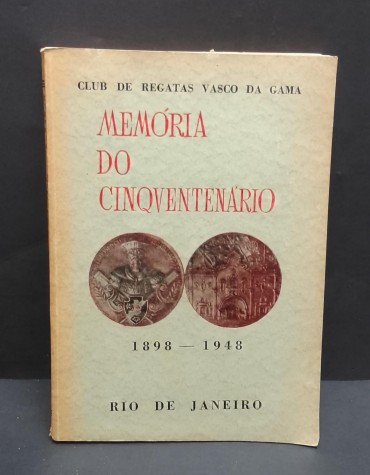 CLUB DE REGATAS VASCO DA GAMA
MEMÓRIA
DO
CINQVENTENÁRIO
1898 — 1948
RIO DE JANEIRO